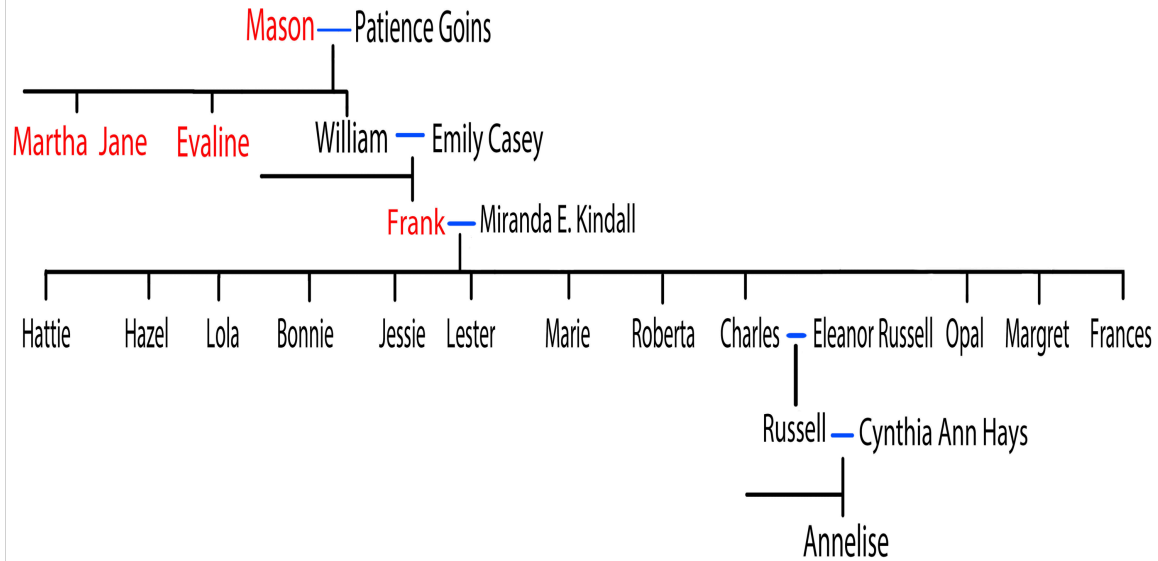 Mason Patience Goins
Martha Jane Evaline William Emily Casey
Frank Miranda E. Kindall
Hattie Hazel Lola Bonnie Jessie Lester Marie Roberta Charles Eleanor Russell Opal Margret Frances
Russell Cynthia Ann Hays
Annelise